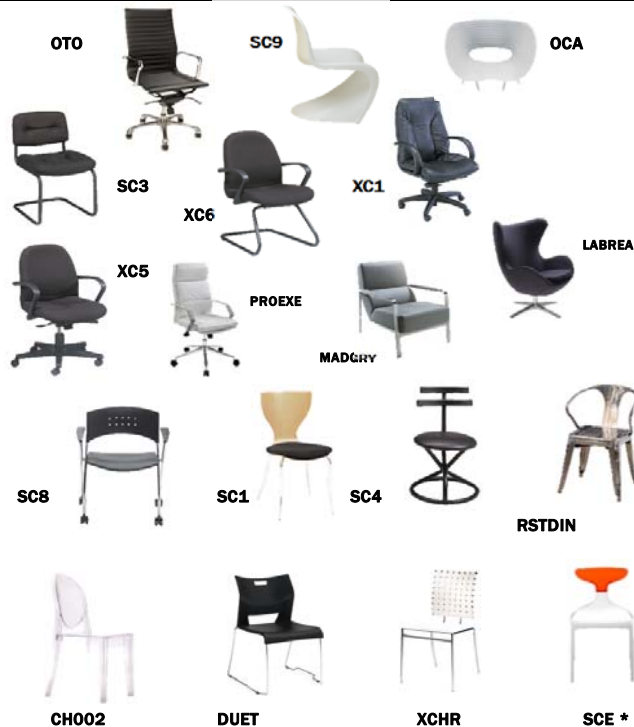 OTO
SC9
OCA
SC3
XC1
XC6
LABREA
XC5
PROEXE
MADGRY
SC8
SC1
SC4
RSTDIN
CH002
DUET
XCHR
SCE *